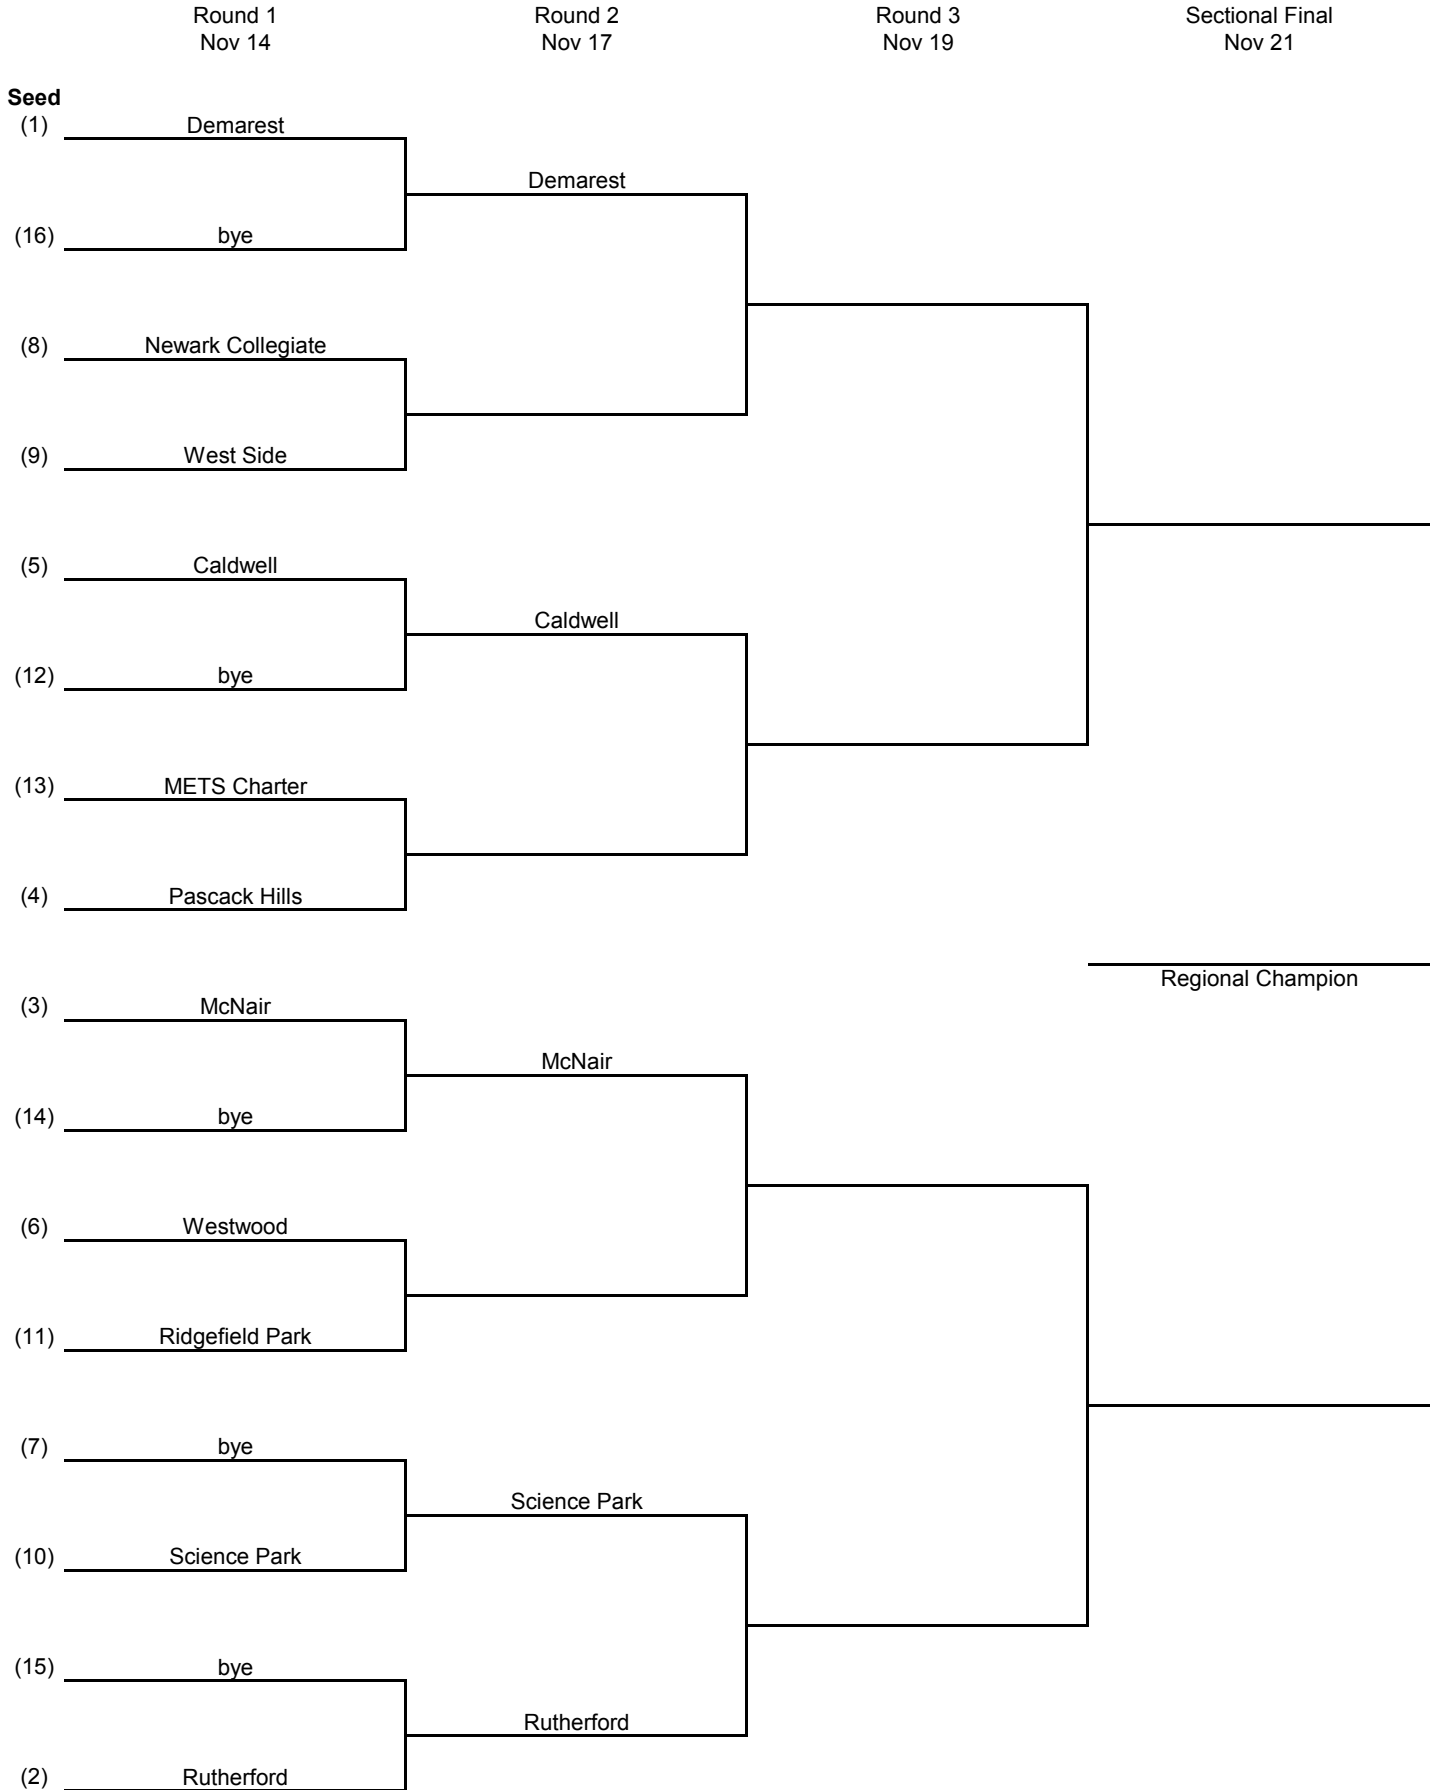 Round 1 Round 2 Round 3 Sectional Final
Nov 14 Nov 17 Nov 19 Nov 21
Seed
(1) Demarest
Demarest
(16) bye
(8) Newark Collegiate
(9) West Side
(5) Caldwell
Caldwell
(12) bye
(13) METS Charter
(4) Pascack Hills
Regional Champion
(3) McNair
McNair
(14) bye
(6) Westwood
(11) Ridgefield Park
(7) bye
Science Park
(10) Science Park
(15) bye
Rutherford
(2) Rutherford